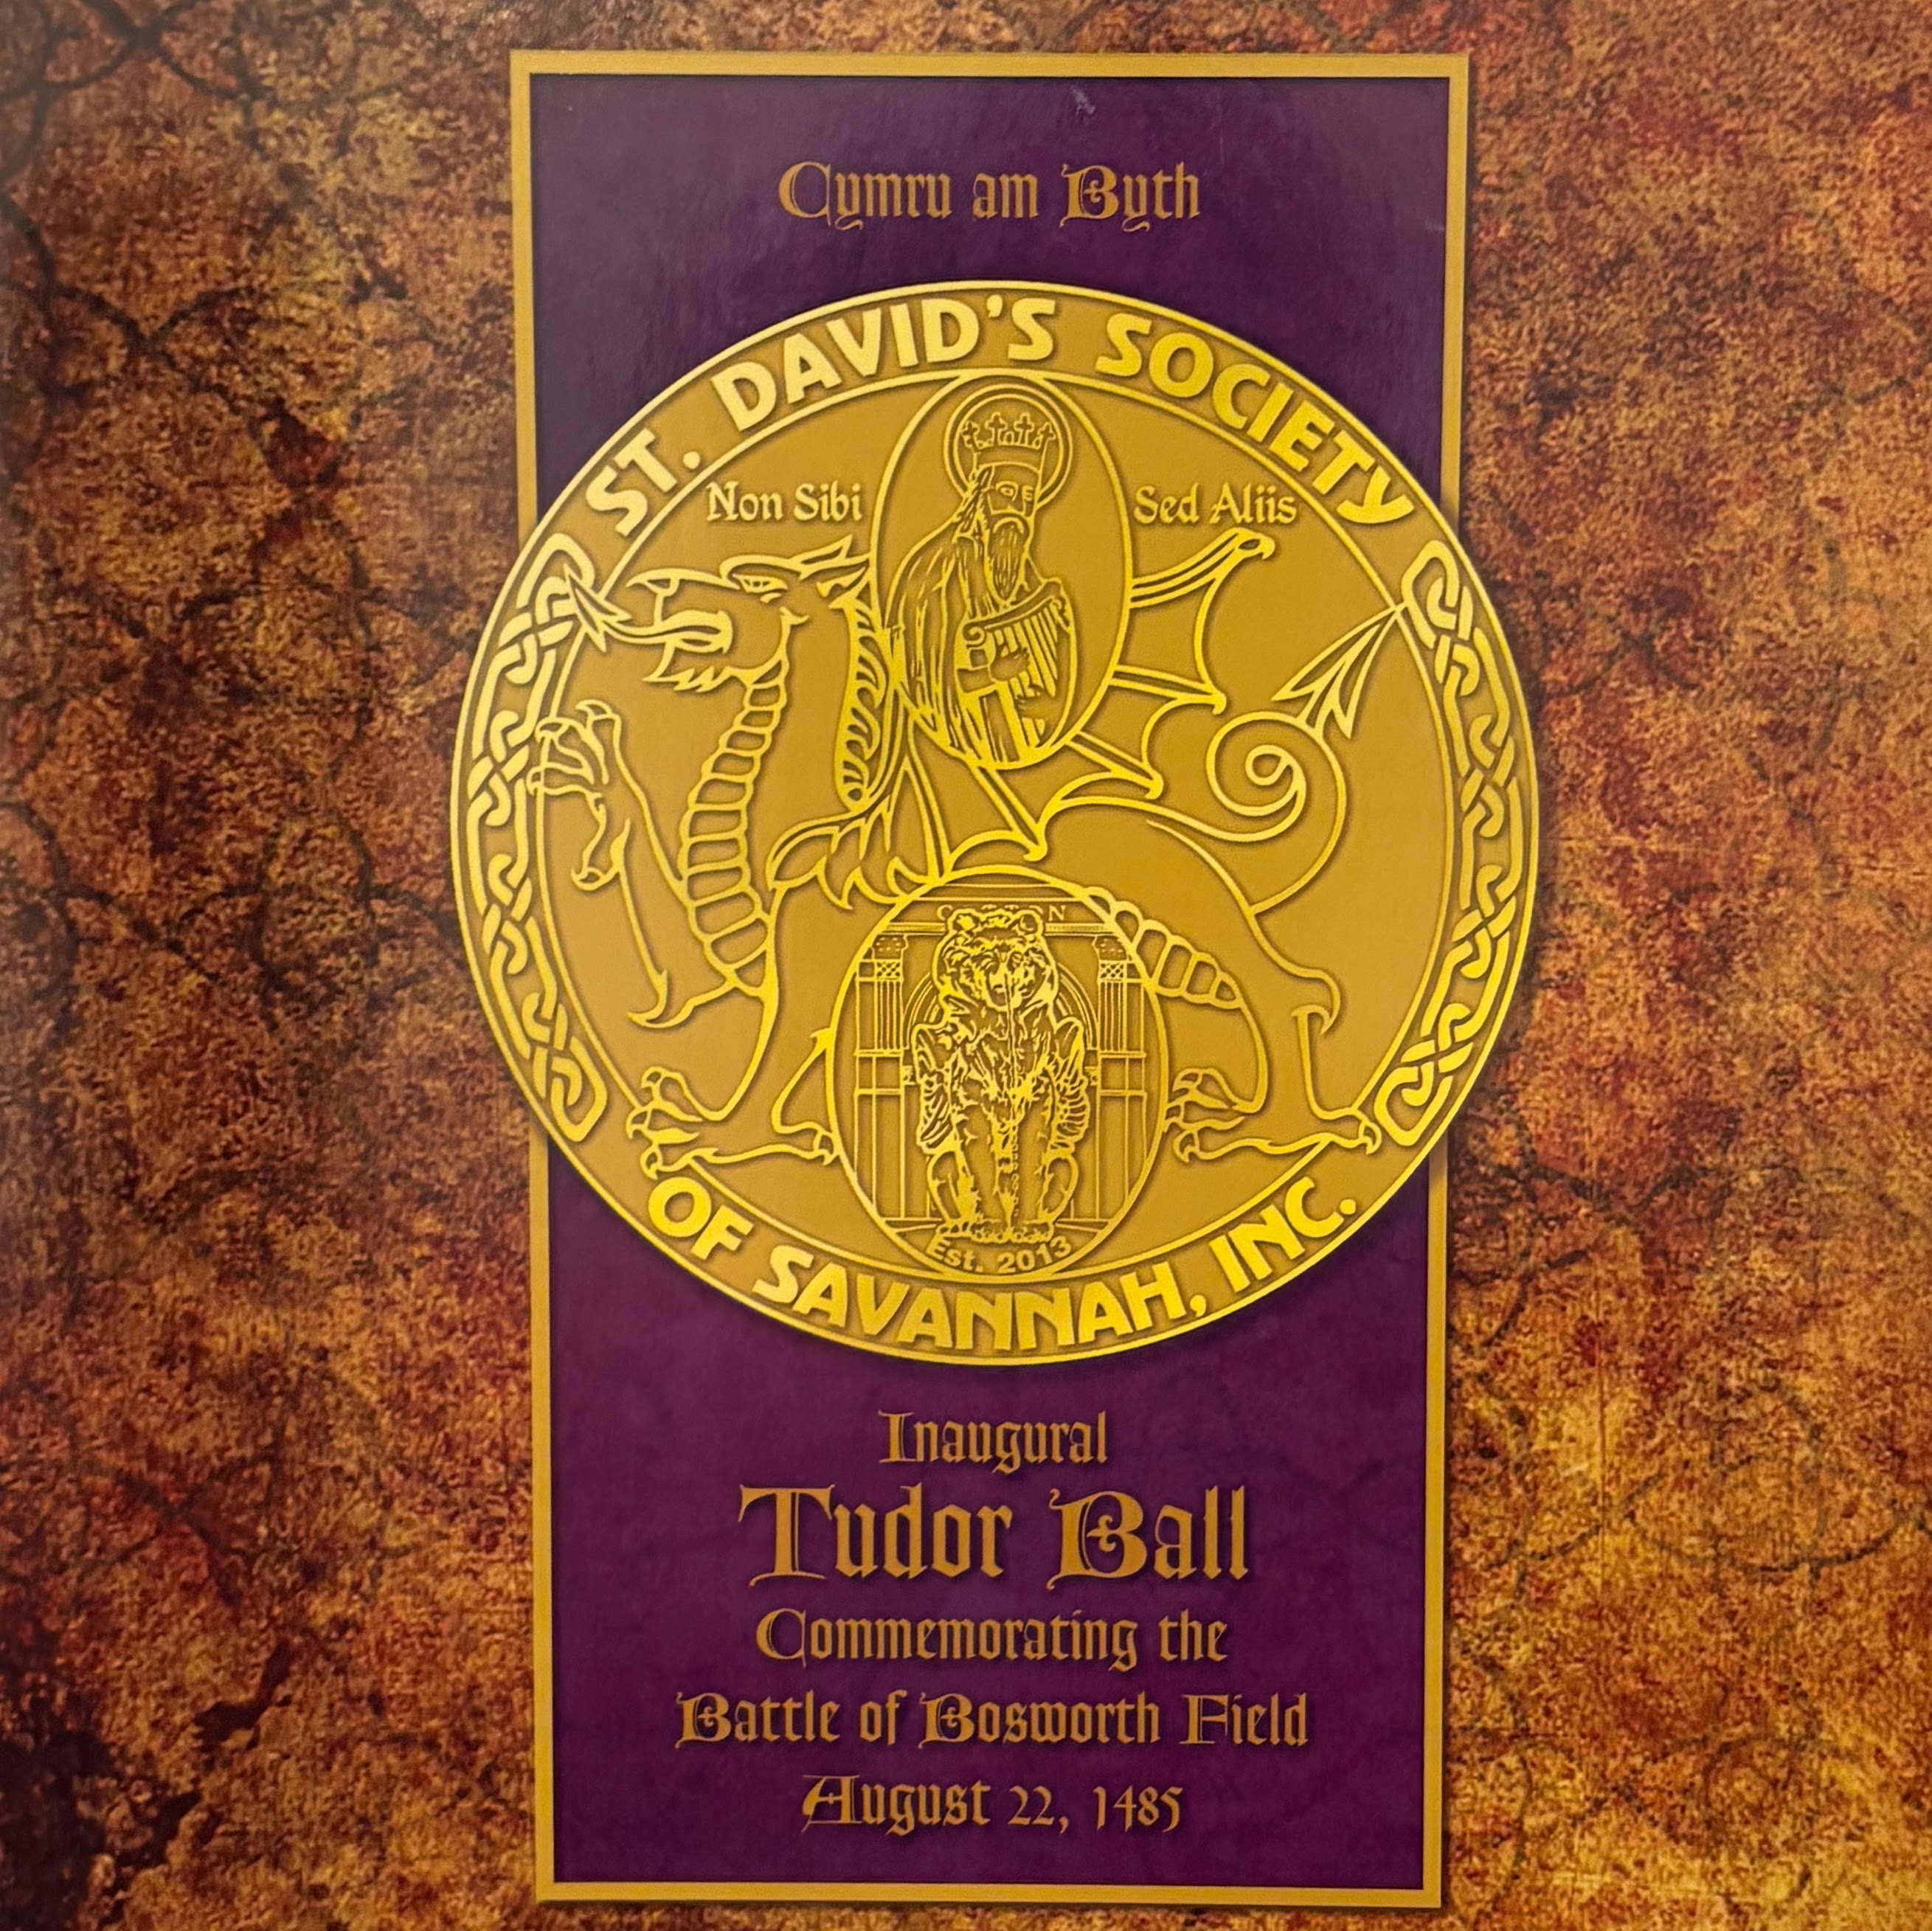 Cymru am Byth
ST. DAVID'S SOCIETY
Non Sibi Sed Aliis
COTTON
Est. 2013
OF SAVANNAH, INC.
Inaugural
Tudor Ball
Commemorating the
Battle of Bosworth Field
August 22, 1485